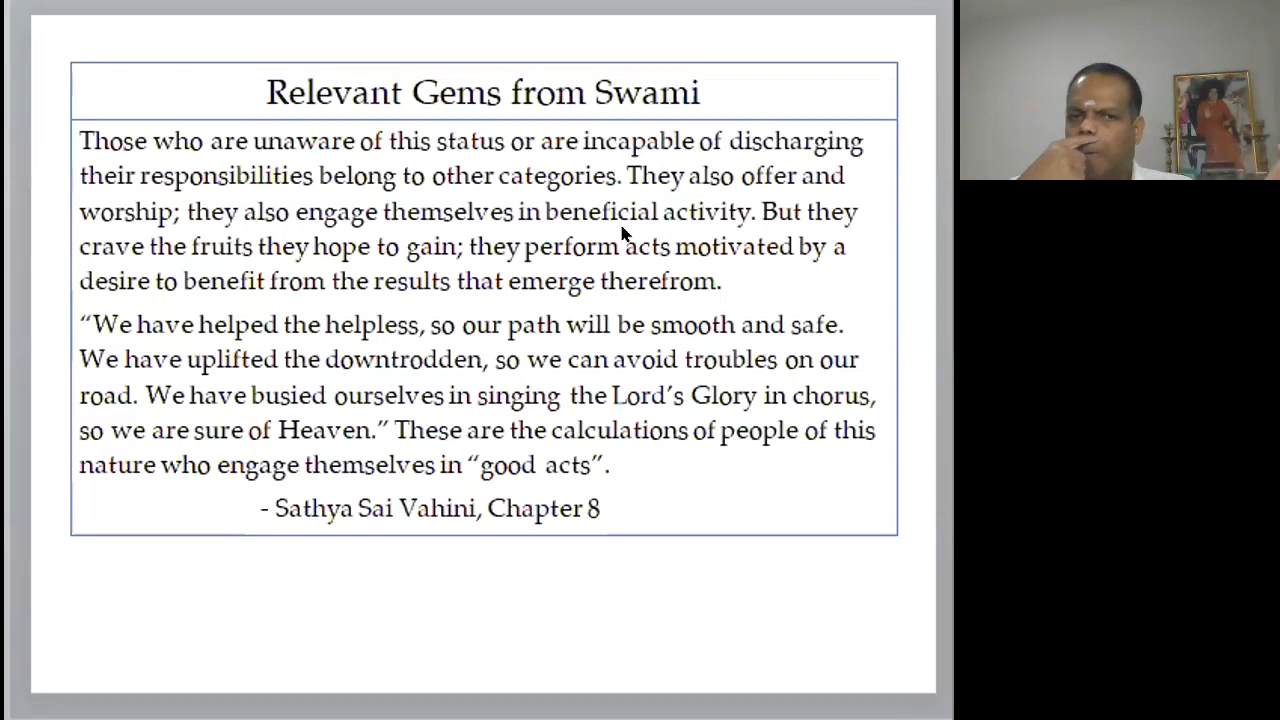 Relevant Gems from Swami
Those who are unaware of this status or are incapable of discharging
their responsibilities belong to other categories. They also offer and
worship; they also engage themselves in beneficial activity. But they
crave the fruits they hope to gain; they perform acts motivated by a
desire to benefit from the results that emerge therefrom.
“We have helped the helpless, so our path will be smooth and safe.
We have uplifted the downtrodden, so we can avoid troubles on our
road. We have busied ourselves in singing the Lord’s Glory in chorus,
so we are sure of Heaven.” These are the calculations of people of this
nature who engage themselves in “good acts”.
- Sathya Sai Vahini, Chapter 8